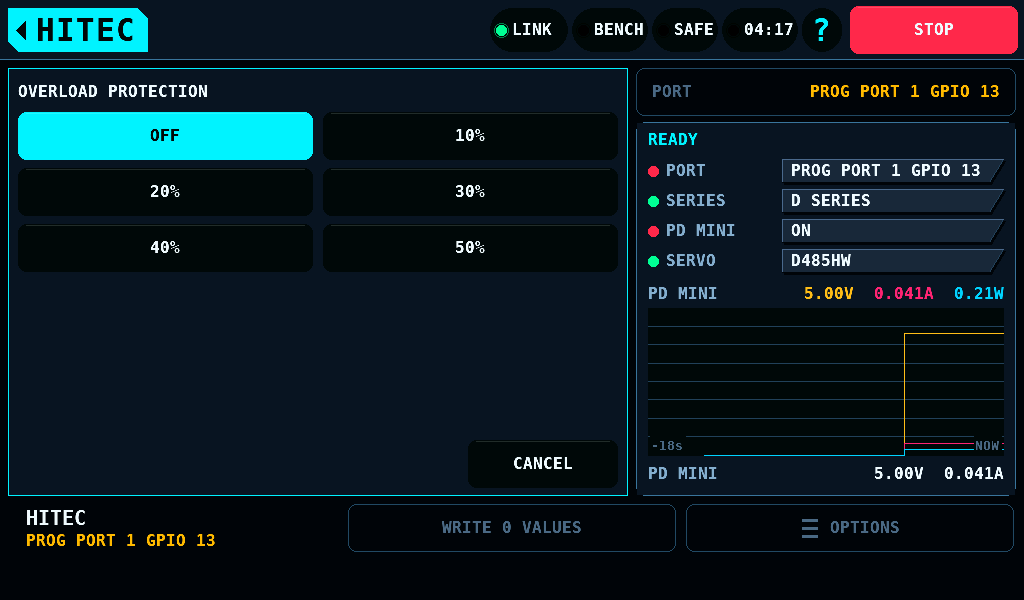 HITEC
LINK
BENCH
SAFE
04:17
?
STOP
OVERLOAD PROTECTION
OFF
10%
20%
30%
40%
50%
CANCEL
PORT PROG PORT 1 GPIO 13
READY
PORT PROG PORT 1 GPIO 13
SERIES D SERIES
PD MINI ON
SERVO D485HW
PD MINI 5.00V 0.041A 0.21W
-18s NOW
PD MINI 5.00V 0.041A
HITEC
PROG PORT 1 GPIO 13
WRITE 0 VALUES
OPTIONS